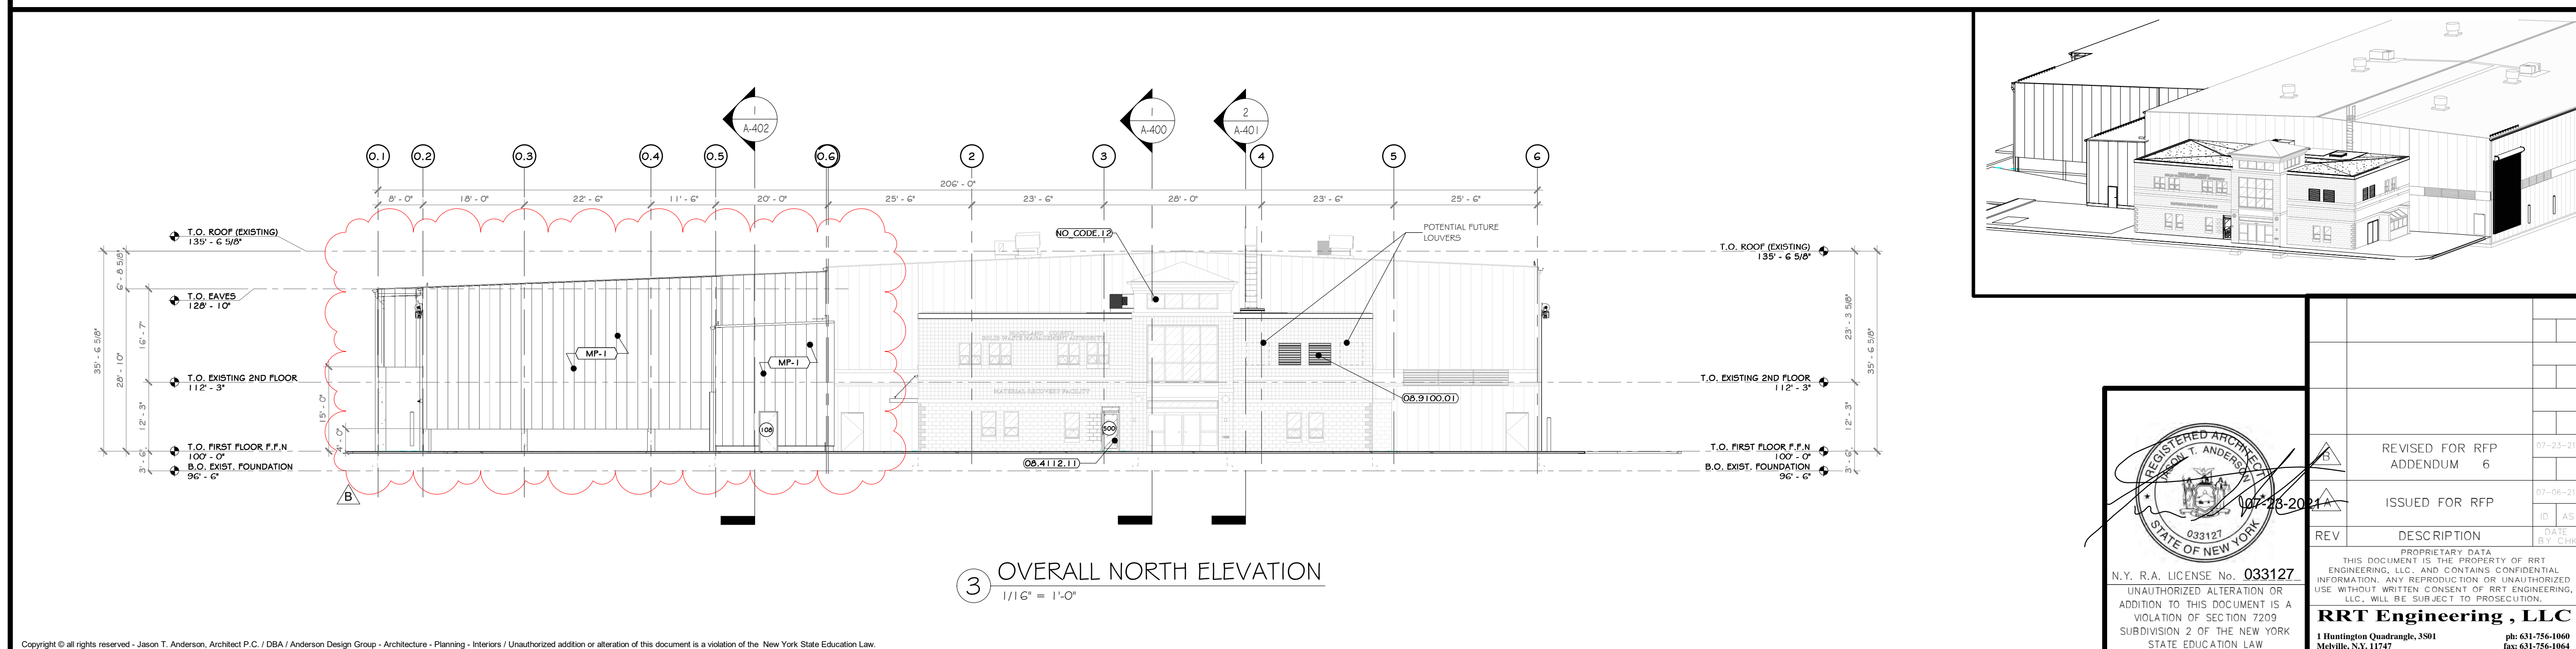 1
A-402
1
A-400
2
A-401
0.1
0.2
0.3
0.4
0.5
0.6
2
3
4
5
6
206' - 0"
8' - 0"
18' - 0"
22' - 6"
11' - 6"
20' - 0"
25' - 6"
23' - 6"
28' - 0"
23' - 6"
25' - 6"
T.O. ROOF (EXISTING)
135' - 6 5/8"
T.O. EAVES
128' - 10"
T.O. EXISTING 2ND FLOOR
112' - 3"
T.O. FIRST FLOOR F.F.N
100' - 0"
B.O. EXIST. FOUNDATION
96' - 6"
35' - 6 5/8"
6' - 8 5/8"
28' - 10"
16' - 7"
12' - 3"
3' - 6"
15' - 0"
4' - 0"
MP-1
MP-1
108
B
NO_CODE.12
POTENTIAL FUTURE
LOUVERS
ROCKLAND COUNTY
SOLID WASTE MANAGEMENT AUTHORITY
MATERIAL RECOVERY FACILITY
500
08.4112.11
08.9100.01
T.O. ROOF (EXISTING)
135' - 6 5/8"
T.O. EXISTING 2ND FLOOR
112' - 3"
T.O. FIRST FLOOR F.F.N
100' - 0"
B.O. EXIST. FOUNDATION
96' - 6"
23' - 3 5/8"
35' - 6 5/8"
12' - 3"
3' - 6"
3
OVERALL NORTH ELEVATION
1/16" = 1'-0"
Copyright © all rights reserved - Jason T. Anderson, Architect P.C. / DBA / Anderson Design Group - Architecture - Planning - Interiors / Unauthorized addition or alteration of this document is a violation of the New York State Education Law.
REGISTERED ARCHITECT
JASON T. ANDERSON
033127
STATE OF NEW YORK
07-23-2021
N.Y. R.A. LICENSE No. 033127
UNAUTHORIZED ALTERATION OR
ADDITION TO THIS DOCUMENT IS A
VIOLATION OF SECTION 7209
SUBDIVISION 2 OF THE NEW YORK
STATE EDUCATION LAW
B
REVISED FOR RFP
ADDENDUM 6
07-23-21
A
ISSUED FOR RFP
07-06-21
ID AS
REV
DESCRIPTION
DATE
BY CHK
PROPRIETARY DATA
THIS DOCUMENT IS THE PROPERTY OF RRT
ENGINEERING, LLC. AND CONTAINS CONFIDENTIAL
INFORMATION. ANY REPRODUCTION OR UNAUTHORIZED
USE WITHOUT WRITTEN CONSENT OF RRT ENGINEERING,
LLC, WILL BE SUBJECT TO PROSECUTION.
RRT Engineering , LLC
1 Huntington Quadrangle, 3S01
Melville, N.Y. 11747
ph: 631-756-1060
fax: 631-756-1064